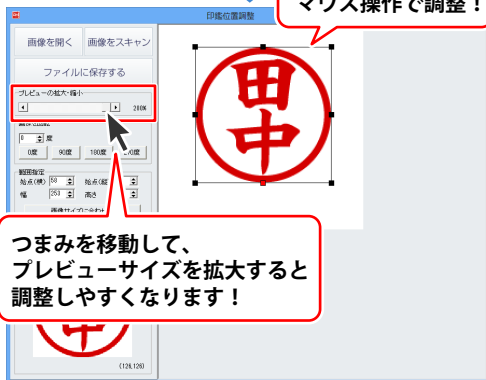 マウス操作で調整！
印鑑位置調整
画像を開く
画像をスキャン
ファイルに保存する
プレビューの拡大・縮小
200%
0
度
0度
90度
180度
範囲指定
始点(横)
58
始点(縦
幅
253
高さ
田中
つまみを移動して、
プレビューサイズを拡大すると
調整しやすくなります！
(126,126)